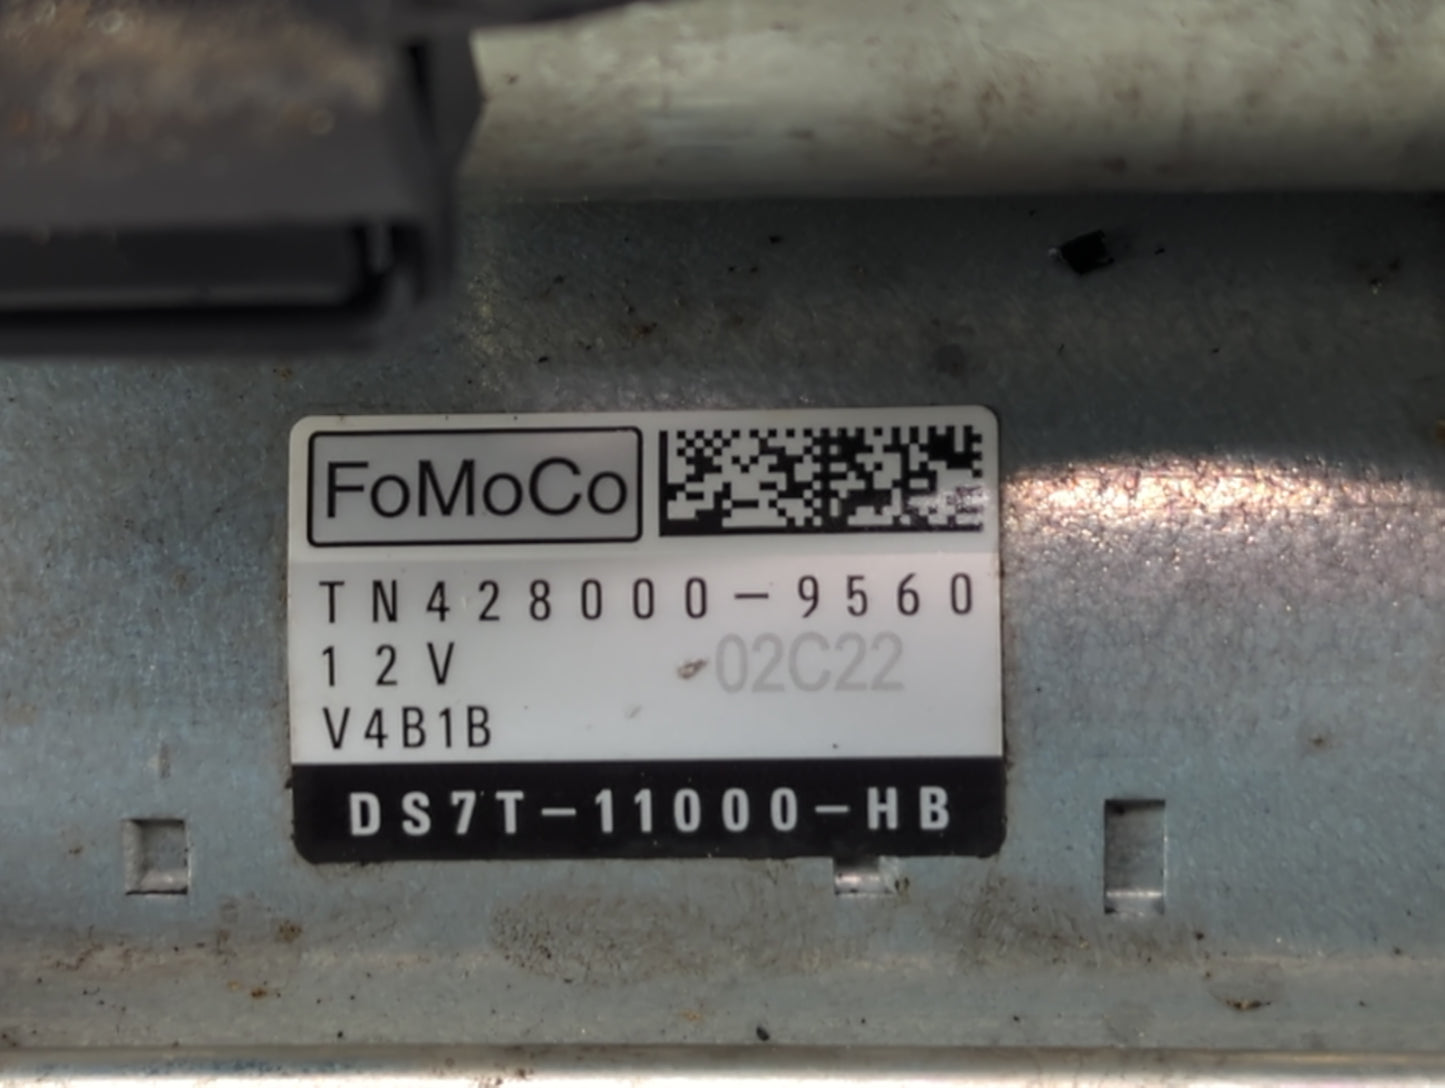 FoMoCo
TN428000-9560
12V 02C22
V4B1B
DS7T-11000-HB